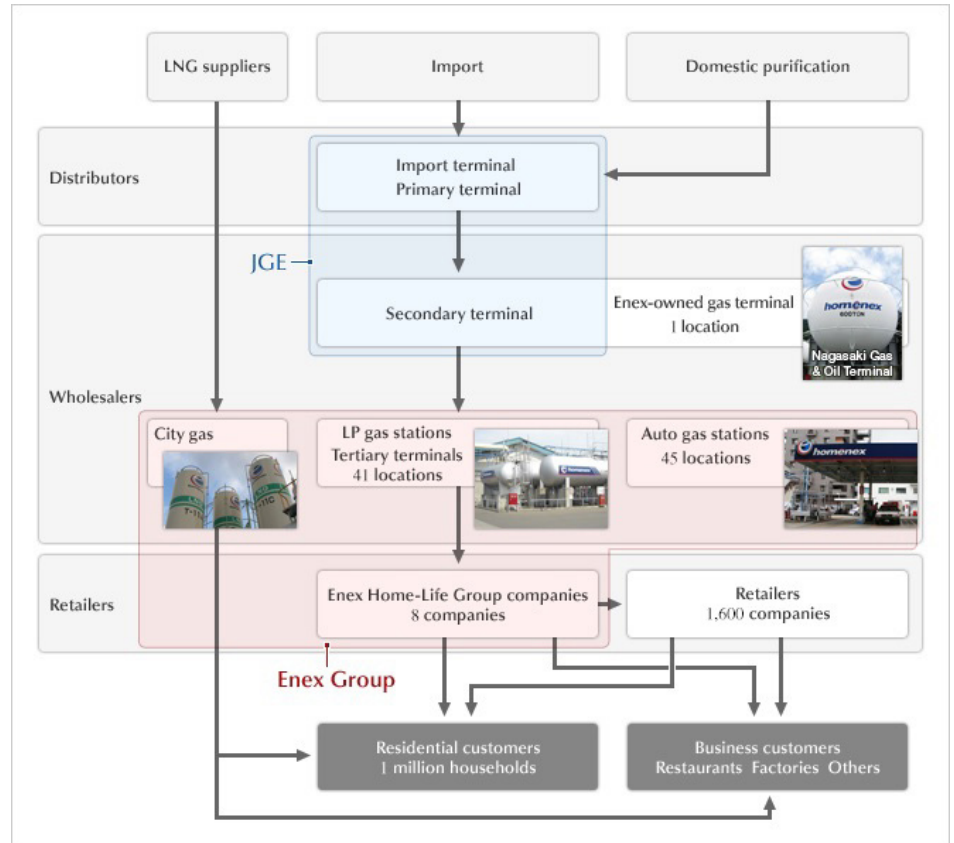 LNG suppliers
Import
Domestic purification
Distributors
Import terminal
Primary terminal
JGE
Wholesalers
Secondary terminal
Enex-owned gas terminal
1 location
homenex
Nagasaki Gas
& Oil Terminal
City gas
LP gas stations
Tertiary terminals
41 locations
homenex
Auto gas stations
45 locations
homenex
Retailers
Enex Home-Life Group companies
8 companies
Retailers
1,600 companies
Enex Group
Residential customers
1 million households
Business customers
Restaurants Factories Others